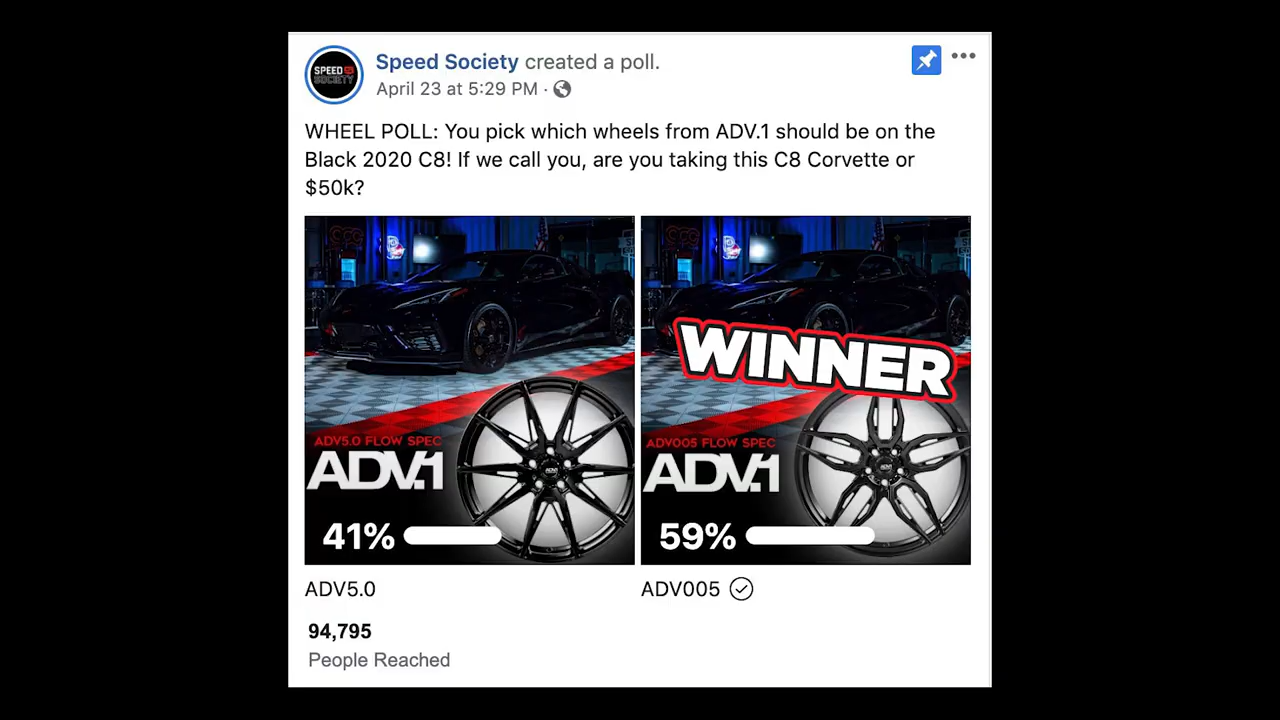 SPEED
SOCIETY
Speed Society created a poll.
April 23 at 5:29 PM ·
WHEEL POLL: You pick which wheels from ADV.1 should be on the
Black 2020 C8! If we call you, are you taking this C8 Corvette or
$50k?
ADV5.0 FLOW SPEC
ADV.1
41%
WINNER
ADV005 FLOW SPEC
ADV.1
59%
ADV5.0
ADV005
94,795
People Reached